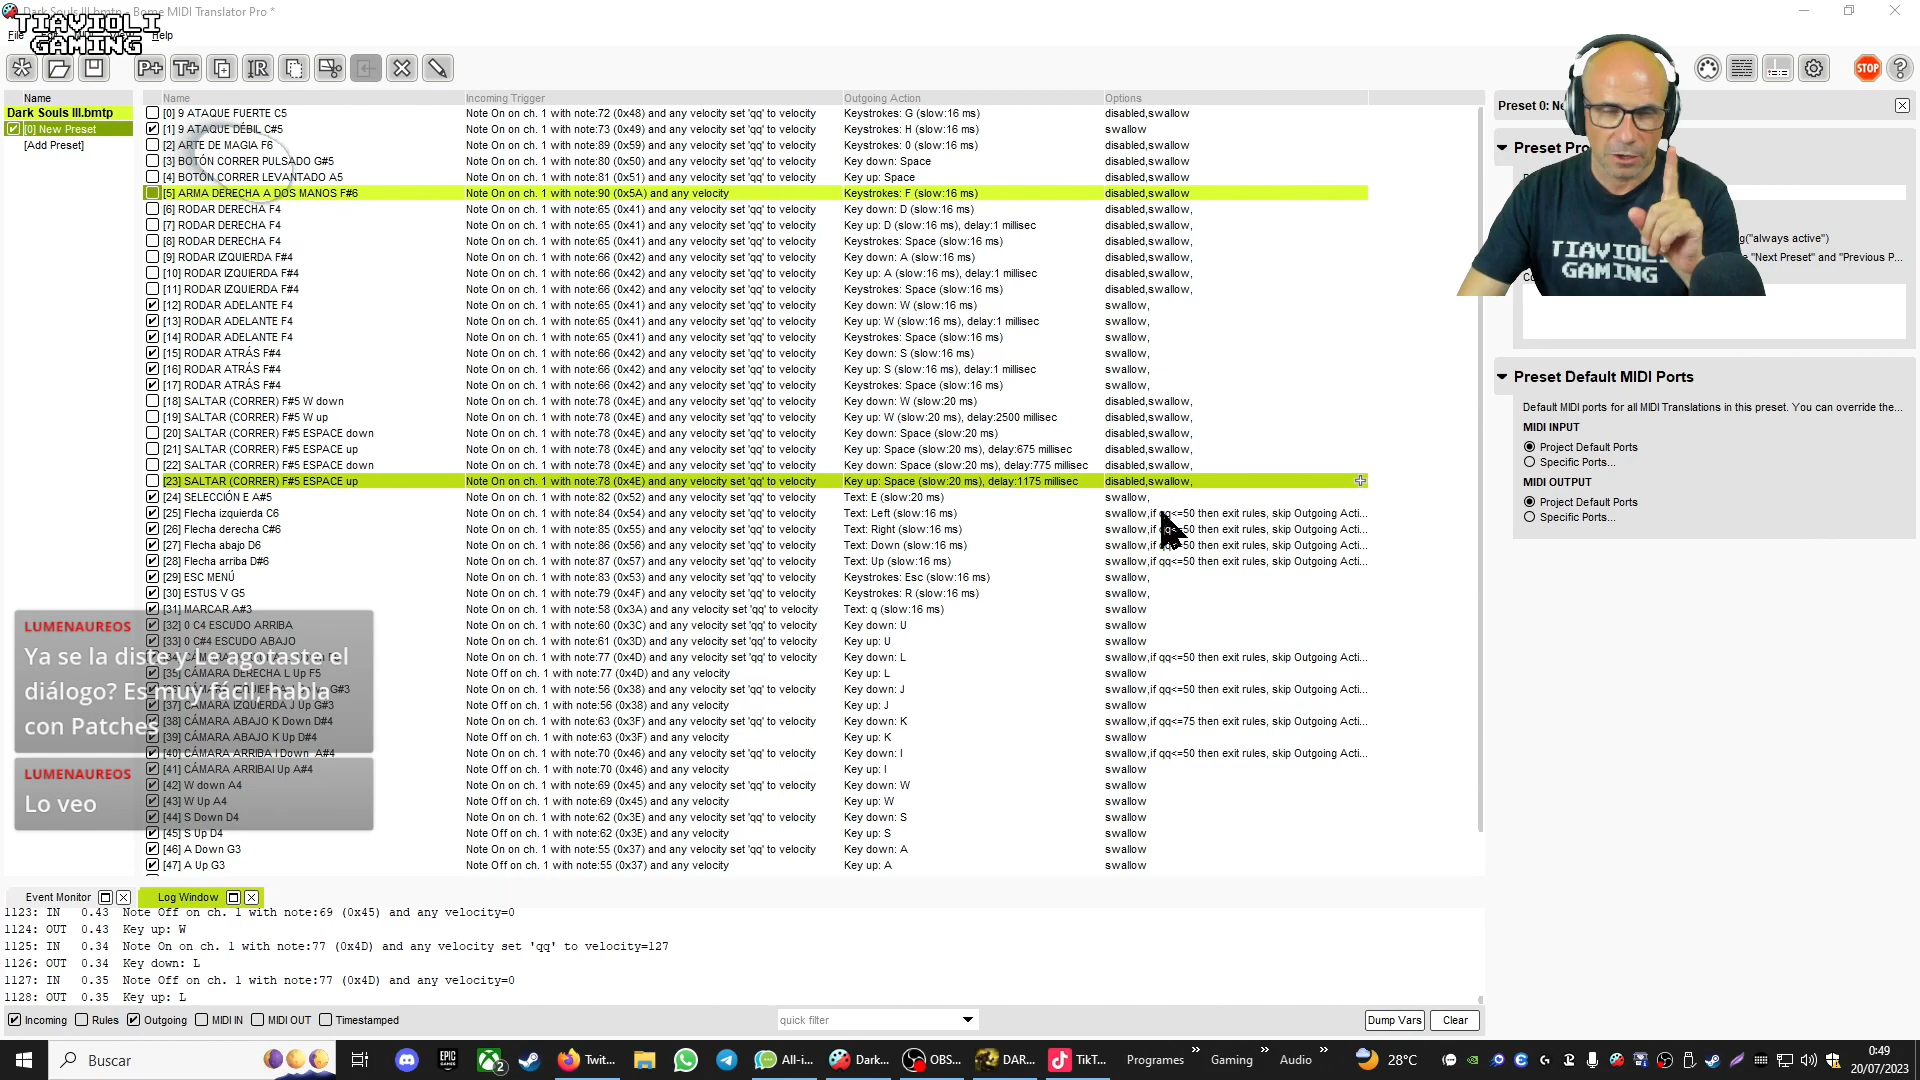 Dark Souls III.bmtp - Bome MIDI Translator Pro *
TIAVIOLI
GAMING
File
Help
P+ T+ R STOP ?
Name
Dark Souls III.bmtp
[0] New Preset
[Add Preset]
Name Incoming Trigger Outgoing Action Options
[0] 9 ATAQUE FUERTE C5 Note On on ch. 1 with note:72 (0x48) and any velocity set 'qq' to velocity Keystrokes: G (slow:16 ms) disabled,swallow
[1] 9 ATAQUE DÉBIL C#5 Note On on ch. 1 with note:73 (0x49) and any velocity set 'qq' to velocity Keystrokes: H (slow:16 ms) swallow
[2] ARTE DE MAGIA F6 Note On on ch. 1 with note:89 (0x59) and any velocity set 'qq' to velocity Keystrokes: 0 (slow:16 ms) disabled,swallow
[3] BOTÓN CORRER PULSADO G#5 Note On on ch. 1 with note:80 (0x50) and any velocity set 'qq' to velocity Key down: Space disabled,swallow
[4] BOTÓN CORRER LEVANTADO A5 Note On on ch. 1 with note:81 (0x51) and any velocity set 'qq' to velocity Key up: Space disabled,swallow
[5] ARMA DERECHA A DOS MANOS F#6 Note On on ch. 1 with note:90 (0x5A) and any velocity Keystrokes: F (slow:16 ms) disabled,swallow
[6] RODAR DERECHA F4 Note On on ch. 1 with note:65 (0x41) and any velocity set 'qq' to velocity Key down: D (slow:16 ms) disabled,swallow,
[7] RODAR DERECHA F4 Note On on ch. 1 with note:65 (0x41) and any velocity set 'qq' to velocity Key up: D (slow:16 ms), delay:1 millisec disabled,swallow,
[8] RODAR DERECHA F4 Note On on ch. 1 with note:65 (0x41) and any velocity set 'qq' to velocity Keystrokes: Space (slow:16 ms) disabled,swallow,
[9] RODAR IZQUIERDA F#4 Note On on ch. 1 with note:66 (0x42) and any velocity set 'qq' to velocity Key down: A (slow:16 ms) disabled,swallow,
[10] RODAR IZQUIERDA F#4 Note On on ch. 1 with note:66 (0x42) and any velocity set 'qq' to velocity Key up: A (slow:16 ms), delay:1 millisec disabled,swallow,
[11] RODAR IZQUIERDA F#4 Note On on ch. 1 with note:66 (0x42) and any velocity set 'qq' to velocity Keystrokes: Space (slow:16 ms) disabled,swallow,
[12] RODAR ADELANTE F4 Note On on ch. 1 with note:65 (0x41) and any velocity set 'qq' to velocity Key down: W (slow:16 ms) swallow,
[13] RODAR ADELANTE F4 Note On on ch. 1 with note:65 (0x41) and any velocity set 'qq' to velocity Key up: W (slow:16 ms), delay:1 millisec swallow,
[14] RODAR ADELANTE F4 Note On on ch. 1 with note:65 (0x41) and any velocity set 'qq' to velocity Keystrokes: Space (slow:16 ms) swallow,
[15] RODAR ATRÁS F#4 Note On on ch. 1 with note:66 (0x42) and any velocity set 'qq' to velocity Key down: S (slow:16 ms) swallow,
[16] RODAR ATRÁS F#4 Note On on ch. 1 with note:66 (0x42) and any velocity set 'qq' to velocity Key up: S (slow:16 ms), delay:1 millisec swallow,
[17] RODAR ATRÁS F#4 Note On on ch. 1 with note:66 (0x42) and any velocity set 'qq' to velocity Keystrokes: Space (slow:16 ms) swallow,
[18] SALTAR (CORRER) F#5 W down Note On on ch. 1 with note:78 (0x4E) and any velocity set 'qq' to velocity Key down: W (slow:20 ms) disabled,swallow,
[19] SALTAR (CORRER) F#5 W up Note On on ch. 1 with note:78 (0x4E) and any velocity set 'qq' to velocity Key up: W (slow:20 ms), delay:2500 millisec disabled,swallow,
[20] SALTAR (CORRER) F#5 ESPACE down Note On on ch. 1 with note:78 (0x4E) and any velocity set 'qq' to velocity Key down: Space (slow:20 ms) disabled,swallow,
[21] SALTAR (CORRER) F#5 ESPACE up Note On on ch. 1 with note:78 (0x4E) and any velocity set 'qq' to velocity Key up: Space (slow:20 ms), delay:675 millisec disabled,swallow,
[22] SALTAR (CORRER) F#5 ESPACE down Note On on ch. 1 with note:78 (0x4E) and any velocity set 'qq' to velocity Key down: Space (slow:20 ms), delay:775 millisec disabled,swallow,
[23] SALTAR (CORRER) F#5 ESPACE up Note On on ch. 1 with note:78 (0x4E) and any velocity set 'qq' to velocity Key up: Space (slow:20 ms), delay:1175 millisec disabled,swallow,
[24] SELECCIÓN E A#5 Note On on ch. 1 with note:82 (0x52) and any velocity set 'qq' to velocity Text: E (slow:20 ms) swallow,
[25] Flecha izquierda C6 Note On on ch. 1 with note:84 (0x54) and any velocity set 'qq' to velocity Text: Left (slow:16 ms) swallow,if qq<=50 then exit rules, skip Outgoing Acti...
[26] Flecha derecha C#6 Note On on ch. 1 with note:85 (0x55) and any velocity set 'qq' to velocity Text: Right (slow:16 ms) swallow,if qq<=50 then exit rules, skip Outgoing Acti...
[27] Flecha abajo D6 Note On on ch. 1 with note:86 (0x56) and any velocity set 'qq' to velocity Text: Down (slow:16 ms) swallow,if qq<=50 then exit rules, skip Outgoing Acti...
[28] Flecha arriba D#6 Note On on ch. 1 with note:87 (0x57) and any velocity set 'qq' to velocity Text: Up (slow:16 ms) swallow,if qq<=50 then exit rules, skip Outgoing Acti...
[29] ESC MENÚ Note On on ch. 1 with note:83 (0x53) and any velocity set 'qq' to velocity Keystrokes: Esc (slow:16 ms) swallow,
[30] ESTUS V G5 Note On on ch. 1 with note:79 (0x4F) and any velocity set 'qq' to velocity Keystrokes: R (slow:16 ms) swallow,
[31] MARCAR A#3 Note On on ch. 1 with note:58 (0x3A) and any velocity set 'qq' to velocity Text: q (slow:16 ms) swallow
[32] 0 C4 ESCUDO ARRIBA Note On on ch. 1 with note:60 (0x3C) and any velocity set 'qq' to velocity Key down: U swallow
[33] 0 C#4 ESCUDO ABAJO Note On on ch. 1 with note:61 (0x3D) and any velocity set 'qq' to velocity Key up: U swallow
Note On on ch. 1 with note:77 (0x4D) and any velocity set 'qq' to velocity Key down: L swallow,if qq<=50 then exit rules, skip Outgoing Acti...
[35] CÁMARA DERECHA L Up F5 Note Off on ch. 1 with note:77 (0x4D) and any velocity Key up: L swallow
G#3 Note On on ch. 1 with note:56 (0x38) and any velocity set 'qq' to velocity Key down: J swallow,if qq<=50 then exit rules, skip Outgoing Acti...
[37] CÁMARA IZQUIERDA J Up G#3 Note Off on ch. 1 with note:56 (0x38) and any velocity Key up: J swallow
[38] CÁMARA ABAJO K Down D#4 Note On on ch. 1 with note:63 (0x3F) and any velocity set 'qq' to velocity Key down: K swallow,if qq<=75 then exit rules, skip Outgoing Acti...
[39] CÁMARA ABAJO K Up D#4 Note Off on ch. 1 with note:63 (0x3F) and any velocity Key up: K swallow
[40] CÁMARA ARRIBA I Down A#4 Note On on ch. 1 with note:70 (0x46) and any velocity set 'qq' to velocity Key down: I swallow,if qq<=50 then exit rules, skip Outgoing Acti...
[41] CÁMARA ARRIBAI Up A#4 Note Off on ch. 1 with note:70 (0x46) and any velocity Key up: I swallow
[42] W down A4 Note On on ch. 1 with note:69 (0x45) and any velocity set 'qq' to velocity Key down: W swallow
[43] W Up A4 Note Off on ch. 1 with note:69 (0x45) and any velocity Key up: W swallow
[44] S Down D4 Note On on ch. 1 with note:62 (0x3E) and any velocity set 'qq' to velocity Key down: S swallow
[45] S Up D4 Note Off on ch. 1 with note:62 (0x3E) and any velocity Key up: S swallow
[46] A Down G3 Note On on ch. 1 with note:55 (0x37) and any velocity set 'qq' to velocity Key down: A swallow
[47] A Up G3 Note Off on ch. 1 with note:55 (0x37) and any velocity Key up: A swallow
LUMENAUREOS
Ya se la diste y Le agotaste el
diálogo? Es muy fácil, habla
con Patches
LUMENAUREOS
Lo veo
Preset 0:
Preset
("always active")
"Next Preset" and "Previous P...
TIAVIOLI
GAMING
Preset Default MIDI Ports
Default MIDI ports for all MIDI Translations in this preset. You can override the...
MIDI INPUT
Project Default Ports
Specific Ports...
MIDI OUTPUT
Project Default Ports
Specific Ports...
Event Monitor Log Window
1123: IN 0.43 Note Off on ch. 1 with note:69 (0x45) and any velocity=0
1124: OUT 0.43 Key up: W
1125: IN 0.34 Note On on ch. 1 with note:77 (0x4D) and any velocity set 'qq' to velocity=127
1126: OUT 0.34 Key down: L
1127: IN 0.35 Note Off on ch. 1 with note:77 (0x4D) and any velocity=0
1128: OUT 0.35 Key up: L
Incoming Rules Outgoing MIDI IN MIDI OUT Timestamped quick filter Dump Vars Clear
Buscar EPIC GAMES 2 Twit... All-i... Dark... OBS... DAR... TikT... Programes Gaming Audio 28°C 0:49
20/07/2023